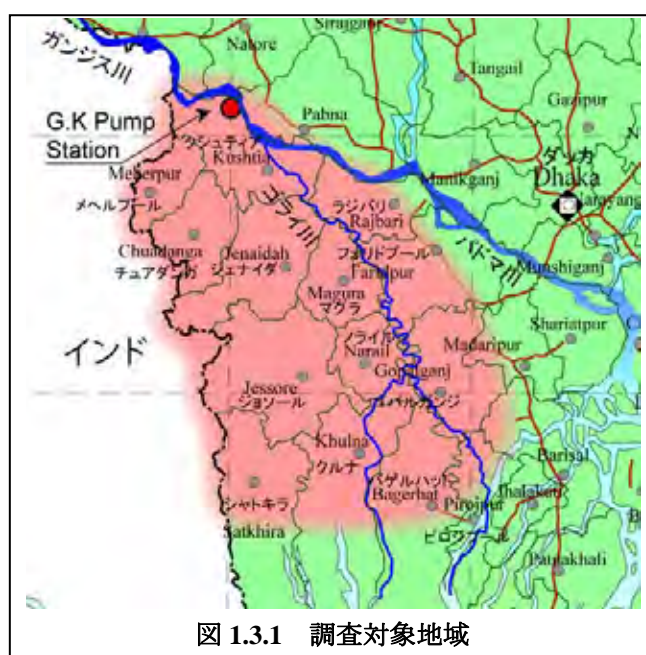 Sirajganj
ガンジス川
Natore
Tangail
Gazipur
G.K Pump
Station
Pabna
クシュティア
Kushtia
ダッカ
Dhaka
Manikganj
Meherpur
メヘルプール
ゴライ川
ラジバリ
Rajbari
パドマ川
Munshiganj
Chuadanga
チュアダンガ
Jenaidah
ジェナイダ
フォリドプール
Faridpur
Magura
マグラ
Shariatpur
インド
ノライル
Narail
Madaripur
Gopalganj
ゴパルガンジ
Jessore
ジョソール
Khulna
クルナ
Barisal
バゲルハット
Bagerhat
Pirojpur
ピロジプール
Jhalakati
シャトキラ
Satkhira
Patuakhali
図 1.3.1 調査対象地域